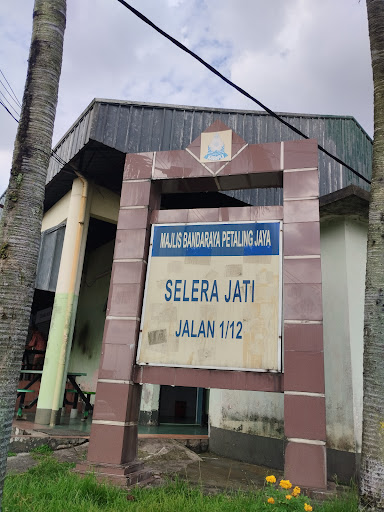 MAJLIS BANDARAYA PETALING JAYA
SELERA JATI
JALAN 1/12